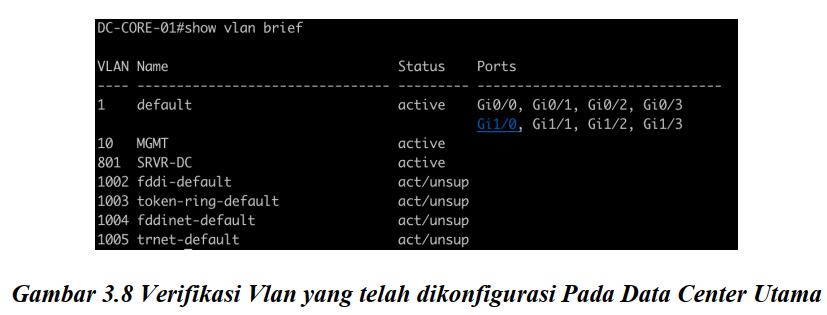 DC-CORE-01#show vlan brief
VLAN Name                             Status    Ports
---- -------------------------------- --------- -------------------------------
1    default                          active    Gi0/0, Gi0/1, Gi0/2, Gi0/3
                                                Gi1/0, Gi1/1, Gi1/2, Gi1/3
10   MGMT                             active
801  SRVR-DC                          active
1002 fddi-default                     act/unsup
1003 token-ring-default               act/unsup
1004 fddinet-default                  act/unsup
1005 trnet-default                    act/unsup
Gambar 3.8 Verifikasi Vlan yang telah dikonfigurasi Pada Data Center Utama